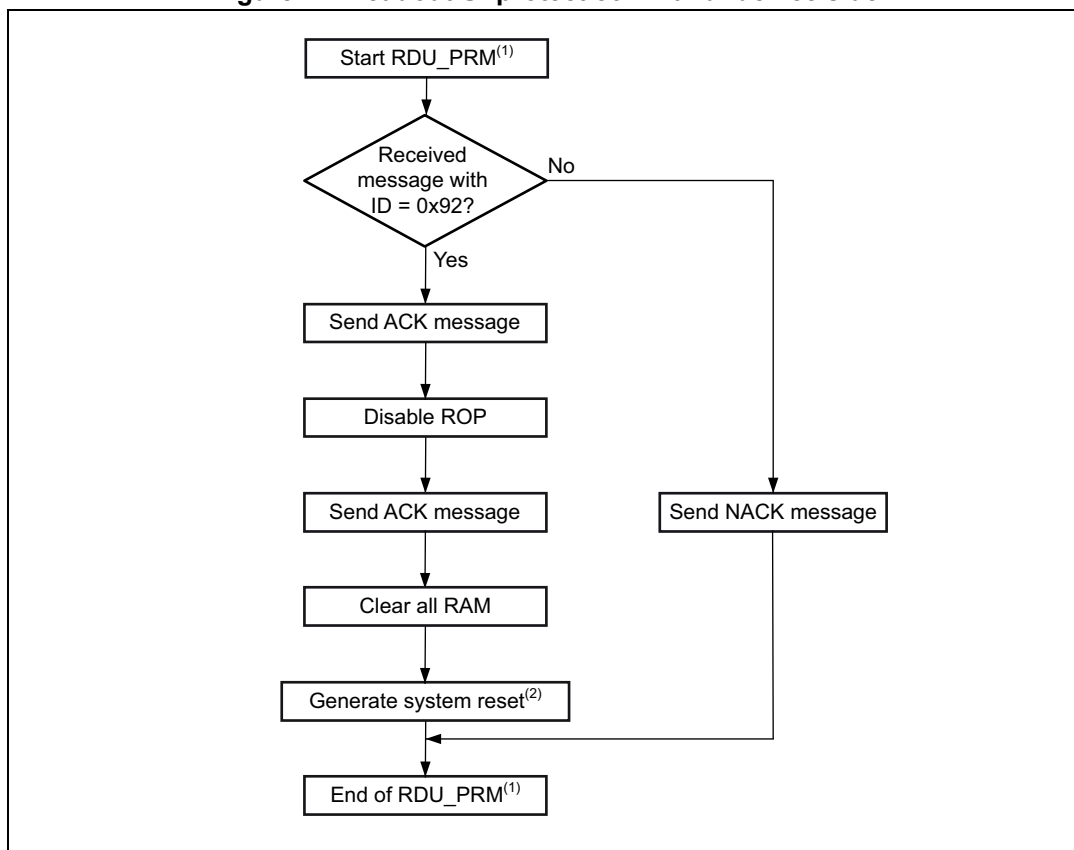 Start RDU_PRM(1)
Received
message with
ID = 0x92?
No
Yes
Send ACK message
Disable ROP
Send ACK message
Send NACK message
Clear all RAM
Generate system reset(2)
End of RDU_PRM(1)